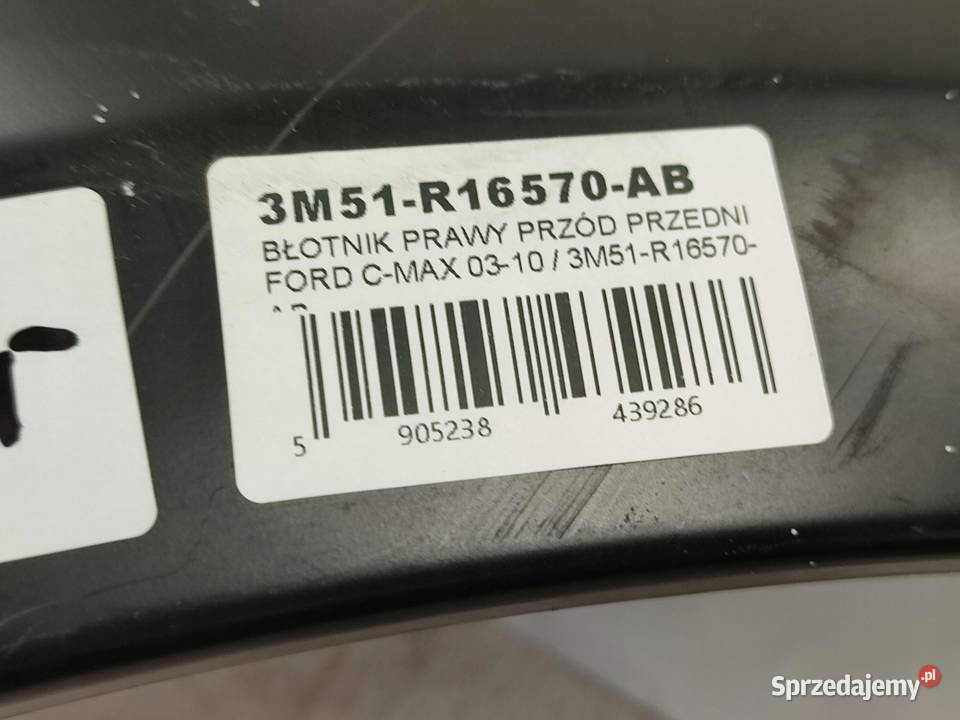 3M51-R16570-AB
BŁOTNIK PRAWY PRZÓD PRZEDNI
FORD C-MAX 03-10 / 3M51-R16570-
5 905238 439286
Sprzedajemy.pl